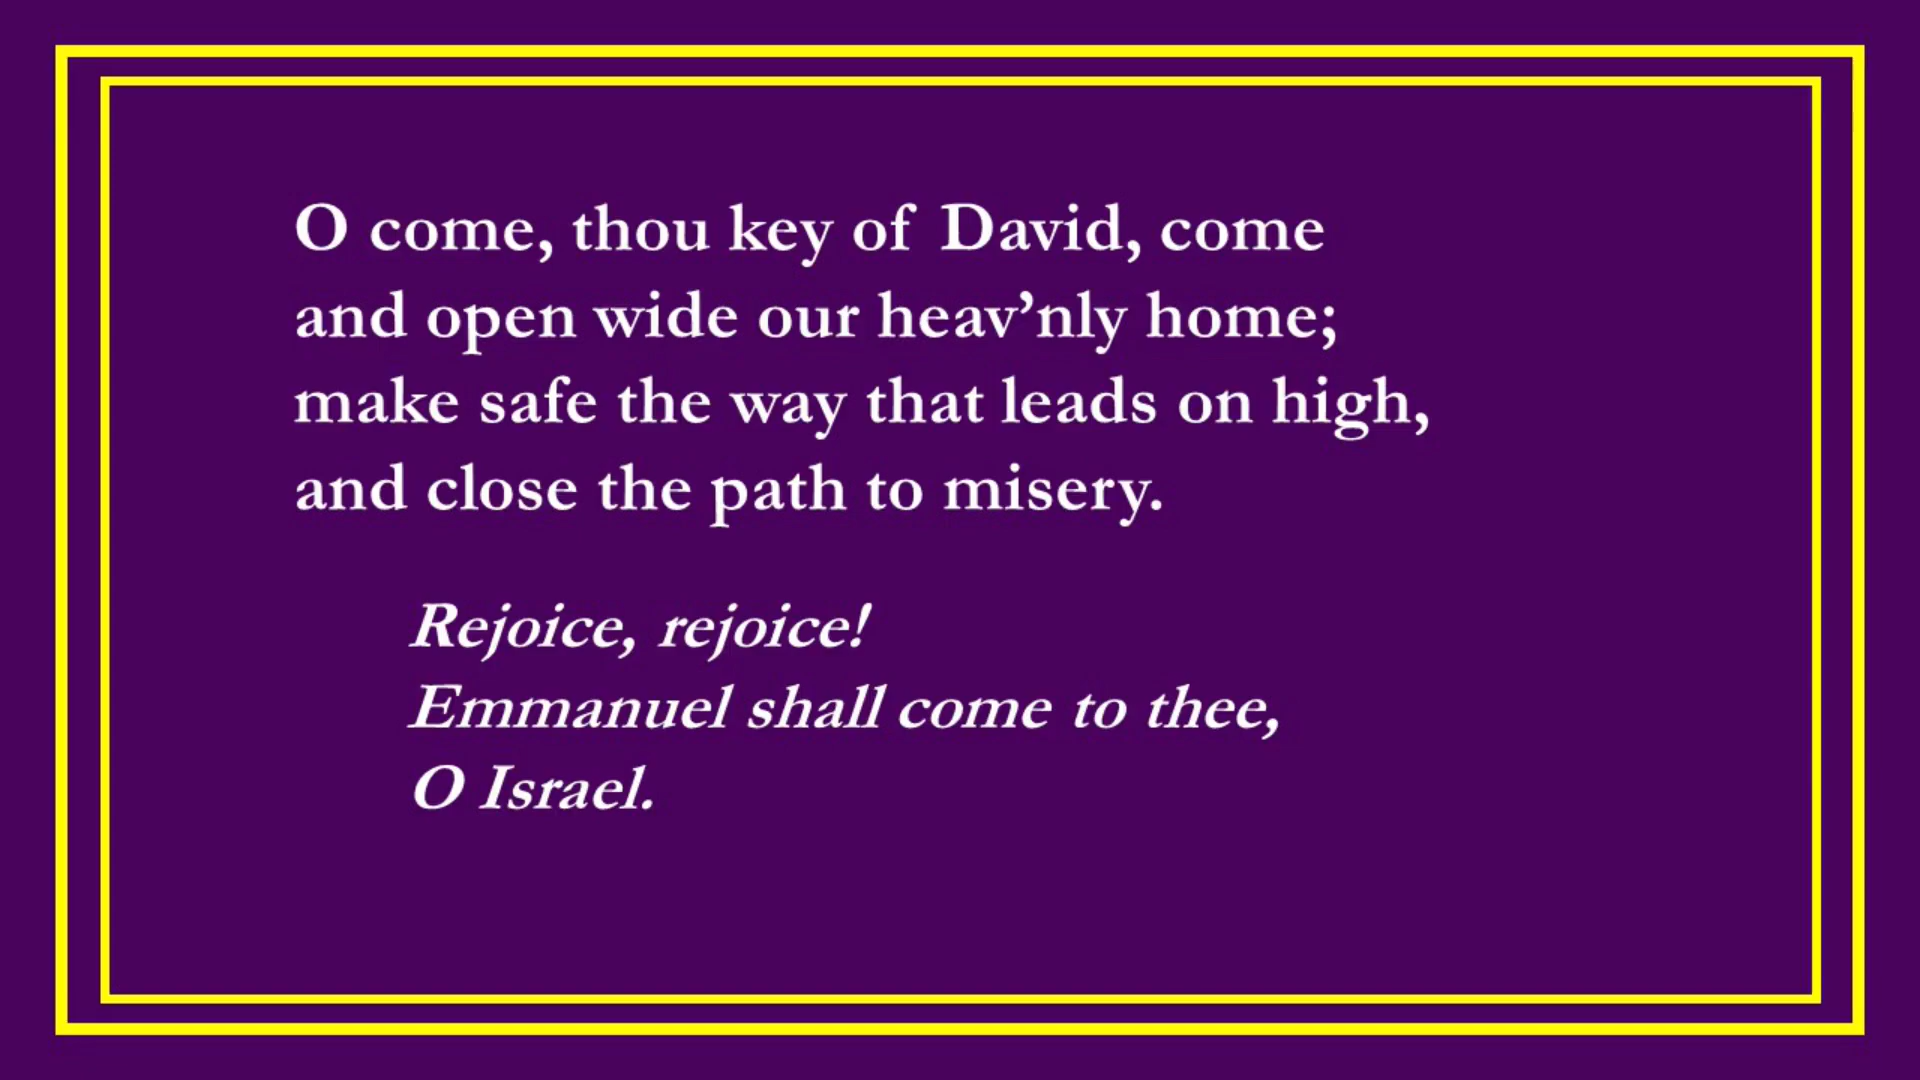 O come, thou key of David, come
and open wide our heav’nly home;
make safe the way that leads on high,
and close the path to misery.
Rejoice, rejoice!
Emmanuel shall come to thee,
O Israel.